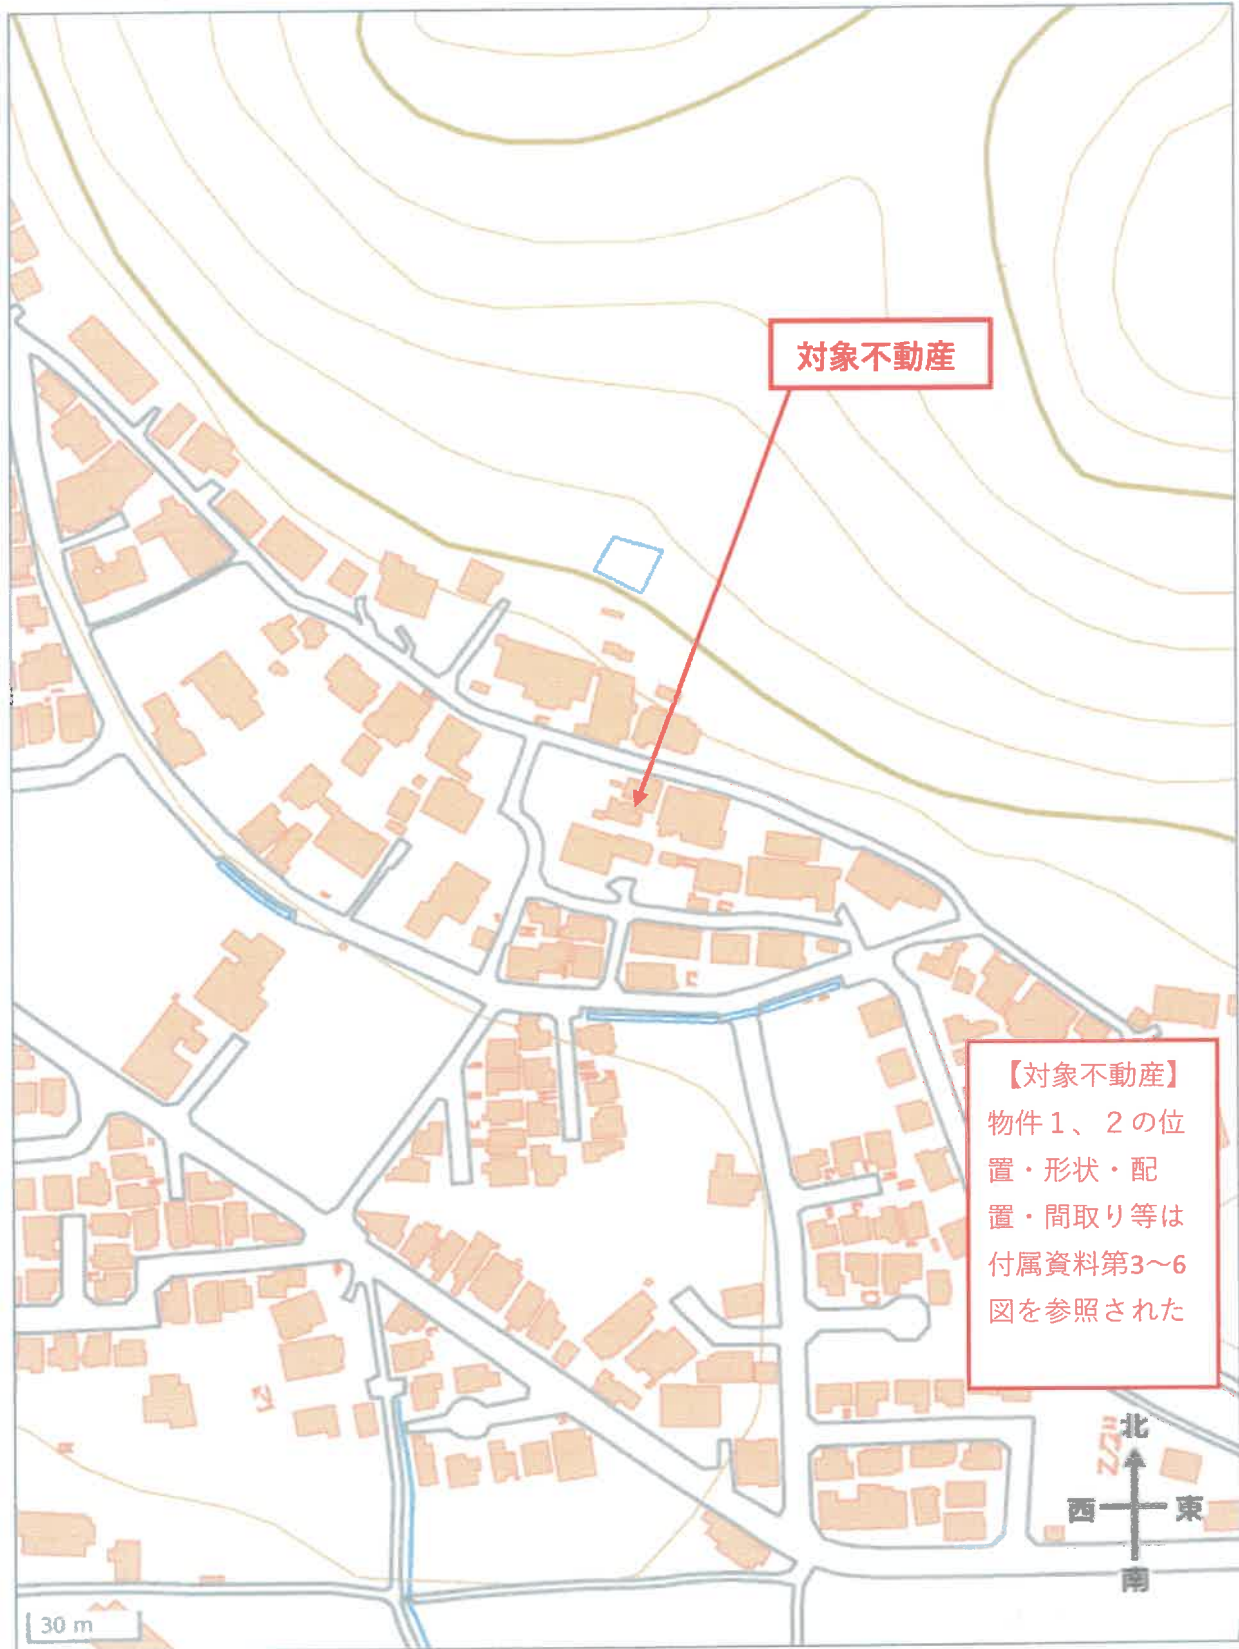 対象不動産
【対象不動産】
物件１、２の位
置・形状・配
置・間取り等は
付属資料第3〜6
図を参照された
北
西
東
南
30 m